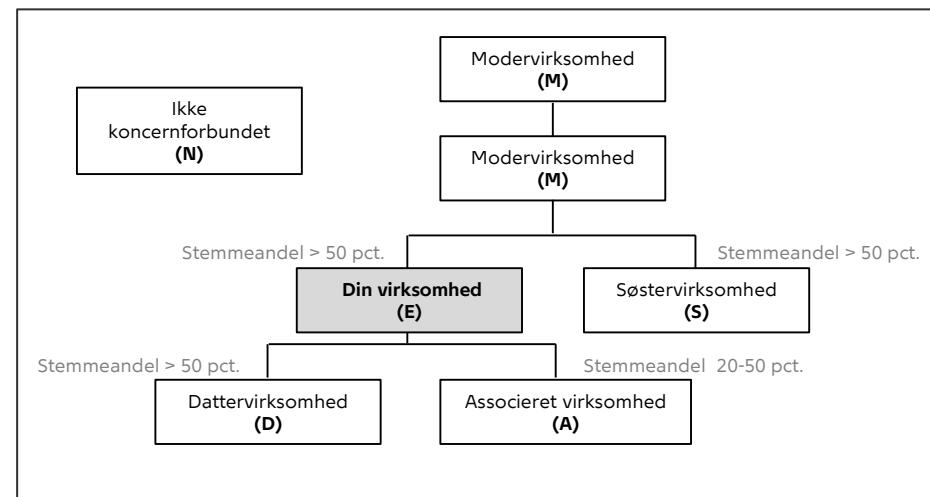 Modervirksomhed
(M)
Ikke
koncernforbundet
(N)
Modervirksomhed
(M)
Stemmeandel > 50 pct.
Stemmeandel > 50 pct.
Din virksomhed
(E)
Søstervirksomhed
(S)
Stemmeandel > 50 pct.
Stemmeandel 20-50 pct.
Dattervirksomhed
(D)
Associeret virksomhed
(A)